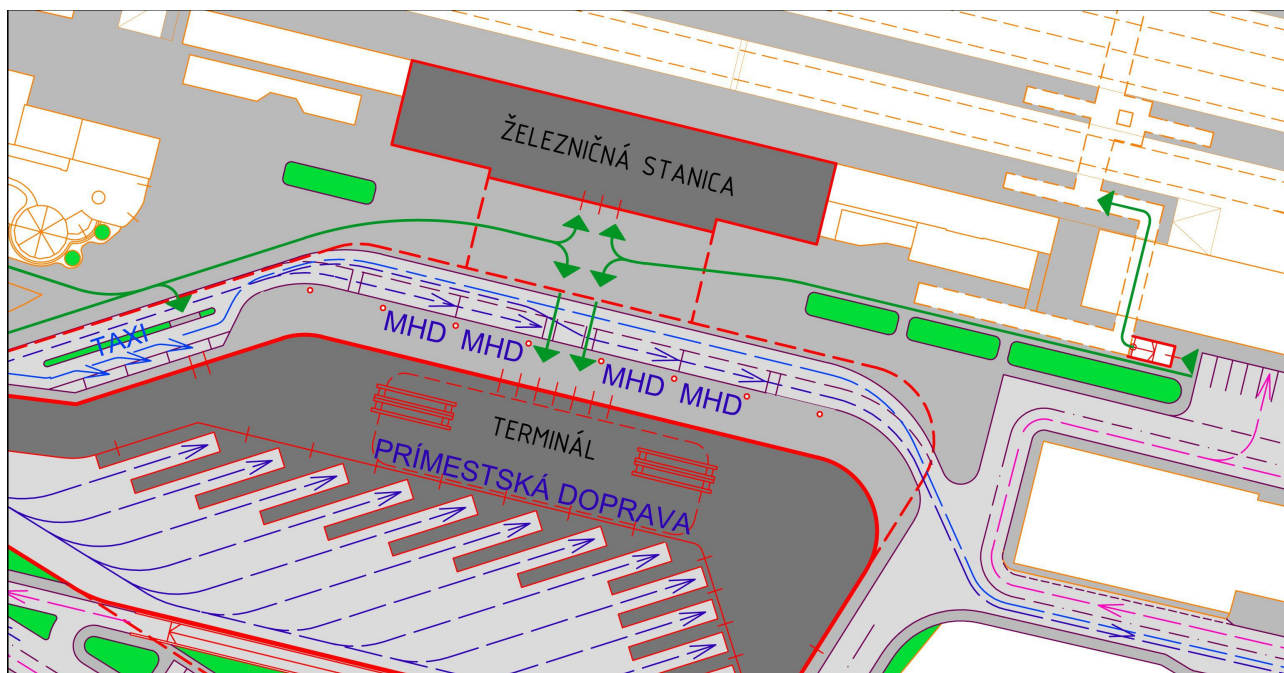 ŽELEZNIČNÁ STANICA
TAXI
MHD MHD
MHD MHD
TERMINÁL
PRÍMESTSKÁ DOPRAVA